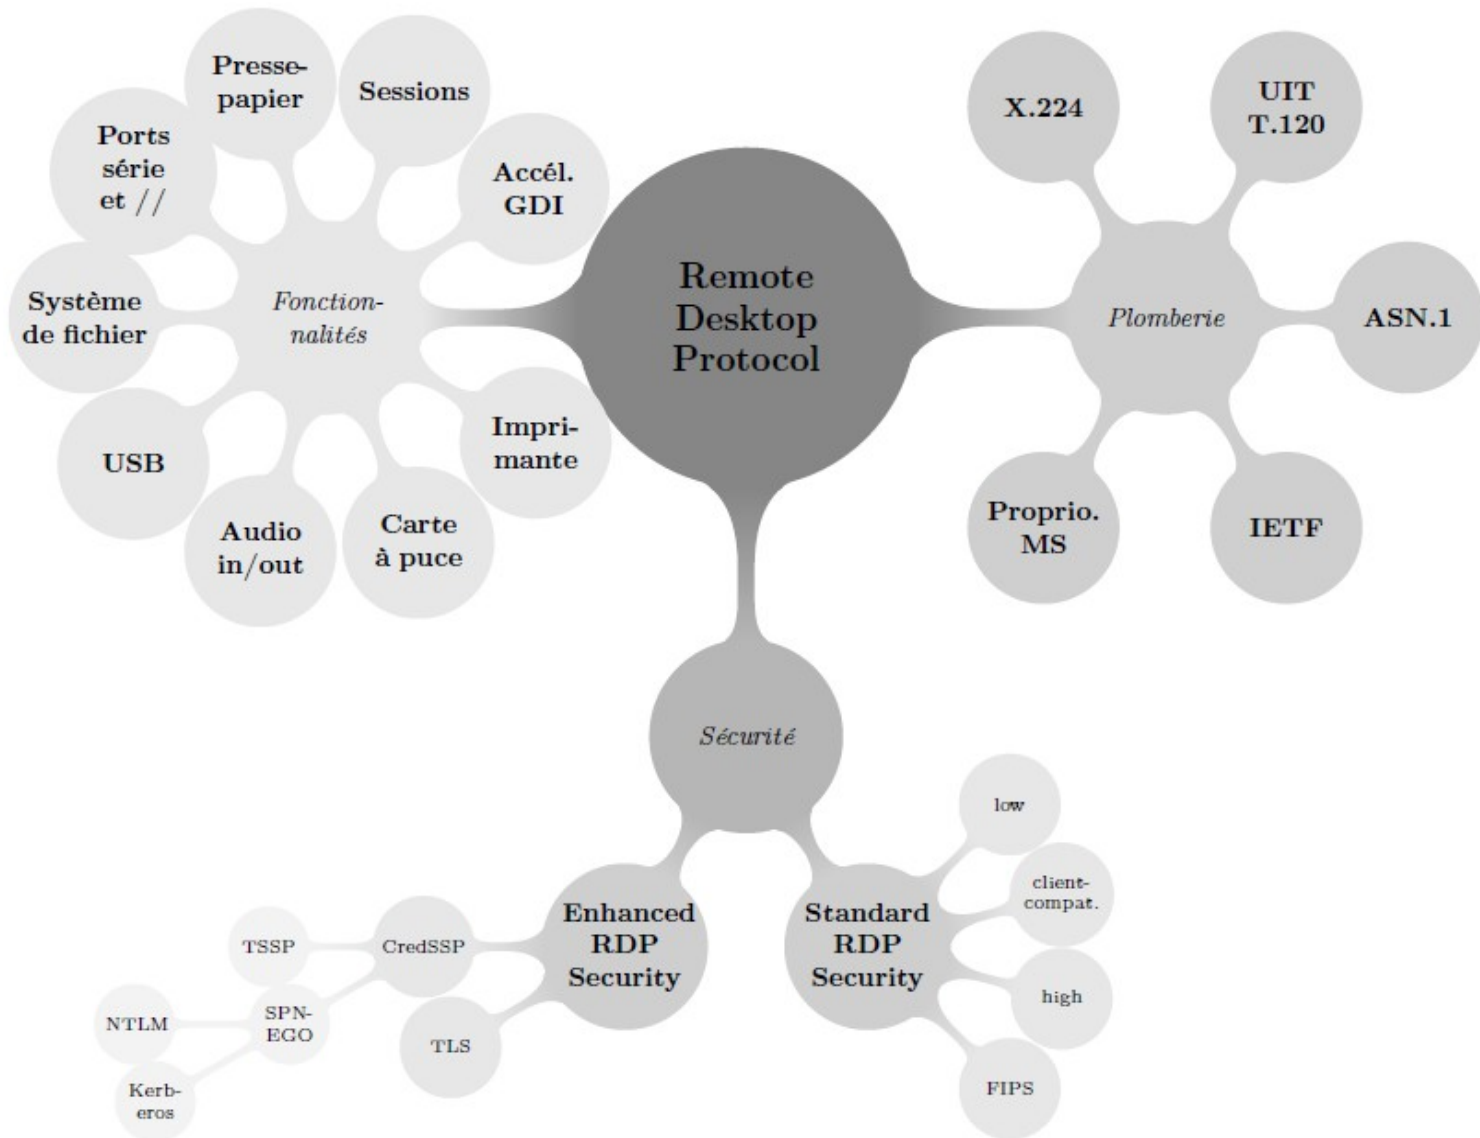 Remote
Desktop
Protocol
Fonction-
nalités
Accél.
GDI
Sessions
Presse-
papier
Ports
série
et //
Système
de fichier
USB
Audio
in/out
Carte
à puce
Impri-
mante
Plomberie
X.224
UIT
T.120
ASN.1
IETF
Proprio.
MS
Sécurité
Enhanced
RDP
Security
CredSSP
TSSP
SPN-
EGO
NTLM
Kerb-
eros
TLS
Standard
RDP
Security
low
client-
compat.
high
FIPS